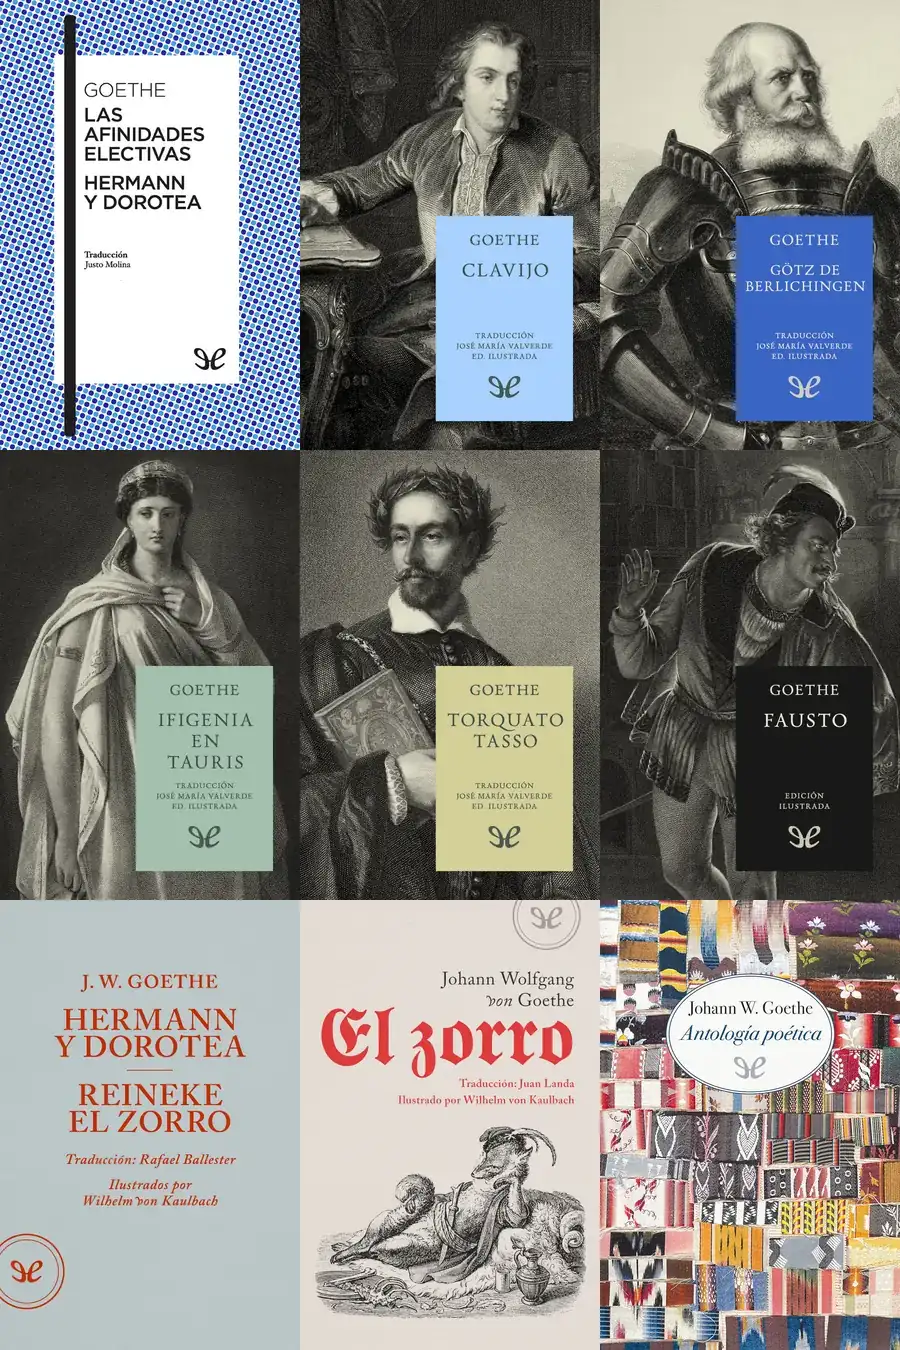 GOETHE
LAS
AFINIDADES
ELECTIVAS
HERMANN
Y DOROTEA
Traducción
Justo Molina
GOETHE
CLAVIJO
TRADUCCIÓN
JOSÉ MARÍA VALVERDE
ED. ILUSTRADA
GOETHE
GÖTZ DE
BERLICHINGEN
TRADUCCIÓN
JOSÉ MARÍA VALVERDE
ED. ILUSTRADA
GOETHE
IFIGENIA
EN
TAURIS
TRADUCCIÓN
JOSÉ MARÍA VALVERDE
ED. ILUSTRADA
GOETHE
TORQUATO
TASSO
TRADUCCIÓN
JOSÉ MARÍA VALVERDE
ED. ILUSTRADA
GOETHE
FAUSTO
EDICIÓN
ILUSTRADA
J. W. GOETHE
HERMANN
Y DOROTEA
REINEKE
EL ZORRO
Traducción: Rafael Ballester
Ilustrados por
Wilhelm von Kaulbach
Johann Wolfgang
von Goethe
El zorro
Traducción: Juan Landa
Ilustrado por Wilhelm von Kaulbach
Johann W. Goethe
Antología poética